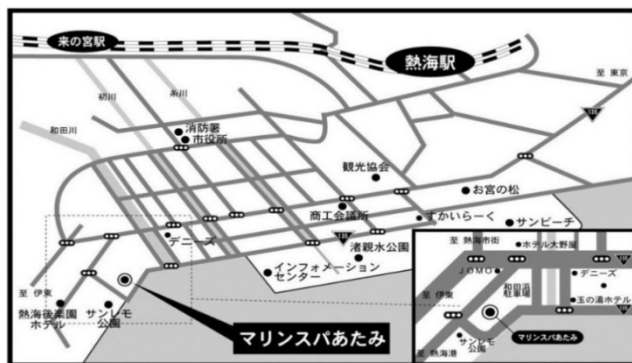 来の宮駅
熱海駅
至 東京
初川
糸川
和田川
消防署
市役所
135
観光協会
お宮の松
商工会議所
すかいらーく
サンビーチ
135
渚親水公園
デニーズ
インフォメーション
センター
至 伊東
熱海後楽園
ホテル
サンレモ
公園
マリンスパあたみ
至 熱海市街
ホテル大野屋
JOMO
至 伊東
和田浜
駐車場
デニーズ
玉の湯ホテル
サンレモ
公園
マリンスパあたみ
至 熱海港